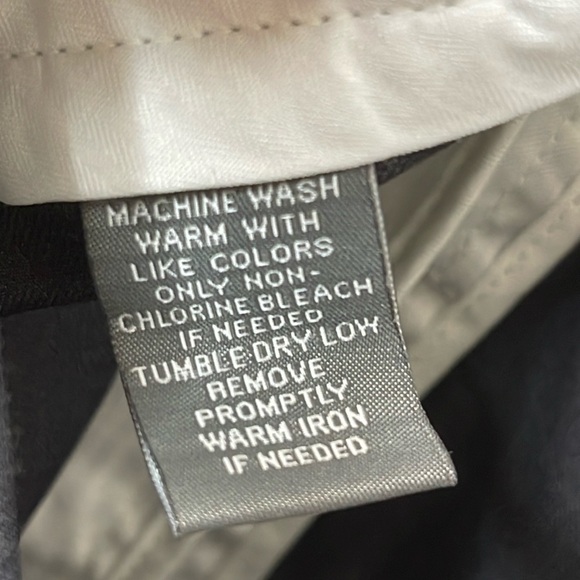 MACHINE WASH
WARM WITH
LIKE COLORS
ONLY NON-
CHLORINE BLEACH
IF NEEDED
TUMBLE DRY LOW
REMOVE
PROMPTLY
WARM IRON
IF NEEDED